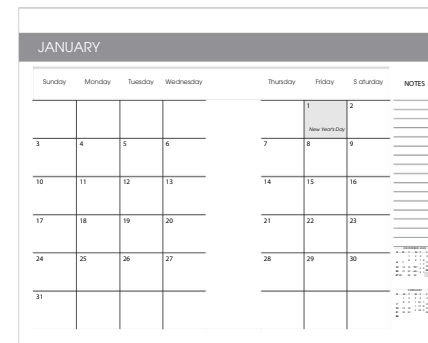 JANUARY
Sunday Monday Tuesday Wednesday Thursday Friday S aturday NOTES
1 2
New Year's Day
3 4 5 6 7 8 9
10 11 12 13 14 15 16
17 18 19 20 21 22 23
24 25 26 27 28 29 30
31